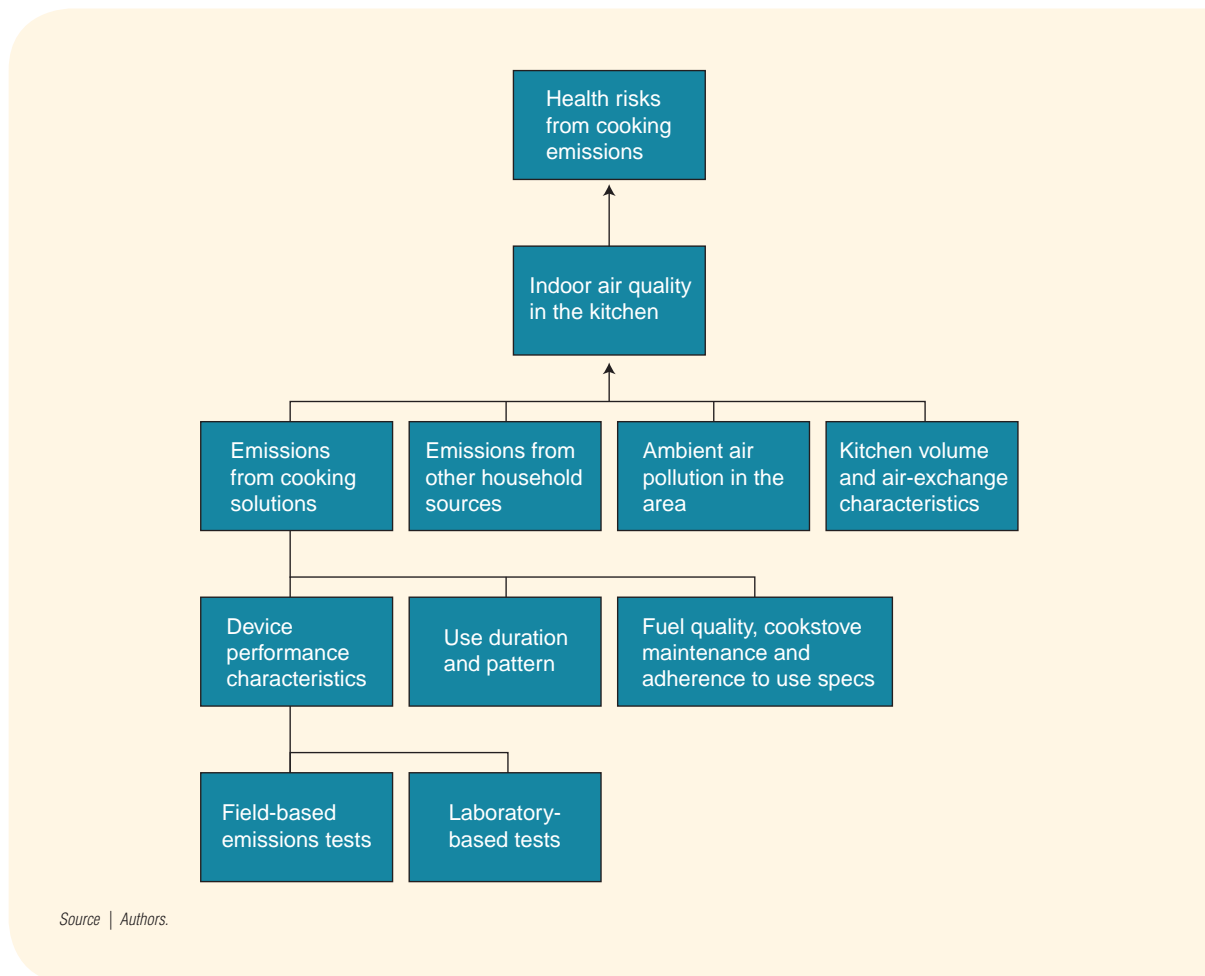 Health risks
from cooking
emissions
Indoor air quality
in the kitchen
Emissions
from cooking
solutions
Emissions from
other household
sources
Ambient air
pollution in the
area
Kitchen volume
and air-exchange
characteristics
Device
performance
characteristics
Use duration
and pattern
Fuel quality, cookstove
maintenance and
adherence to use specs
Field-based
emissions tests
Laboratory-
based tests
Source | Authors.